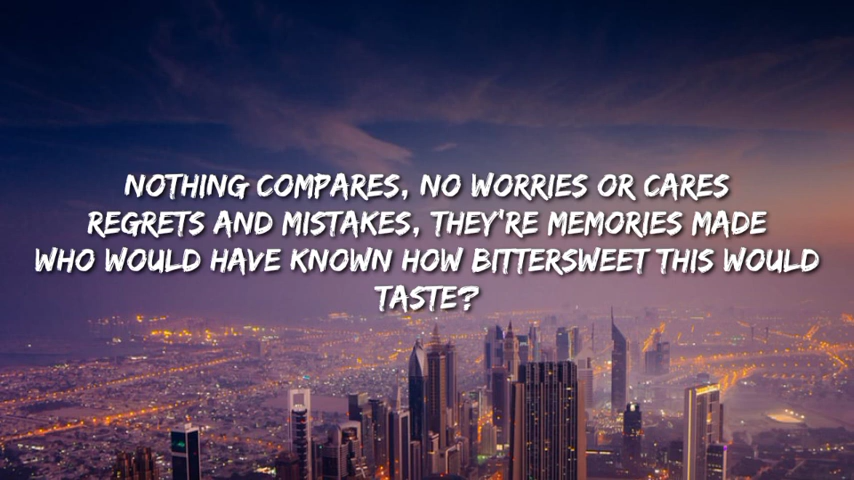 NOTHING COMPARES, NO WORRIES OR CARES
REGRETS AND MISTAKES, THEY'RE MEMORIES MADE
WHO WOULD HAVE KNOWN HOW BITTERSWEET THIS WOULD
TASTE?